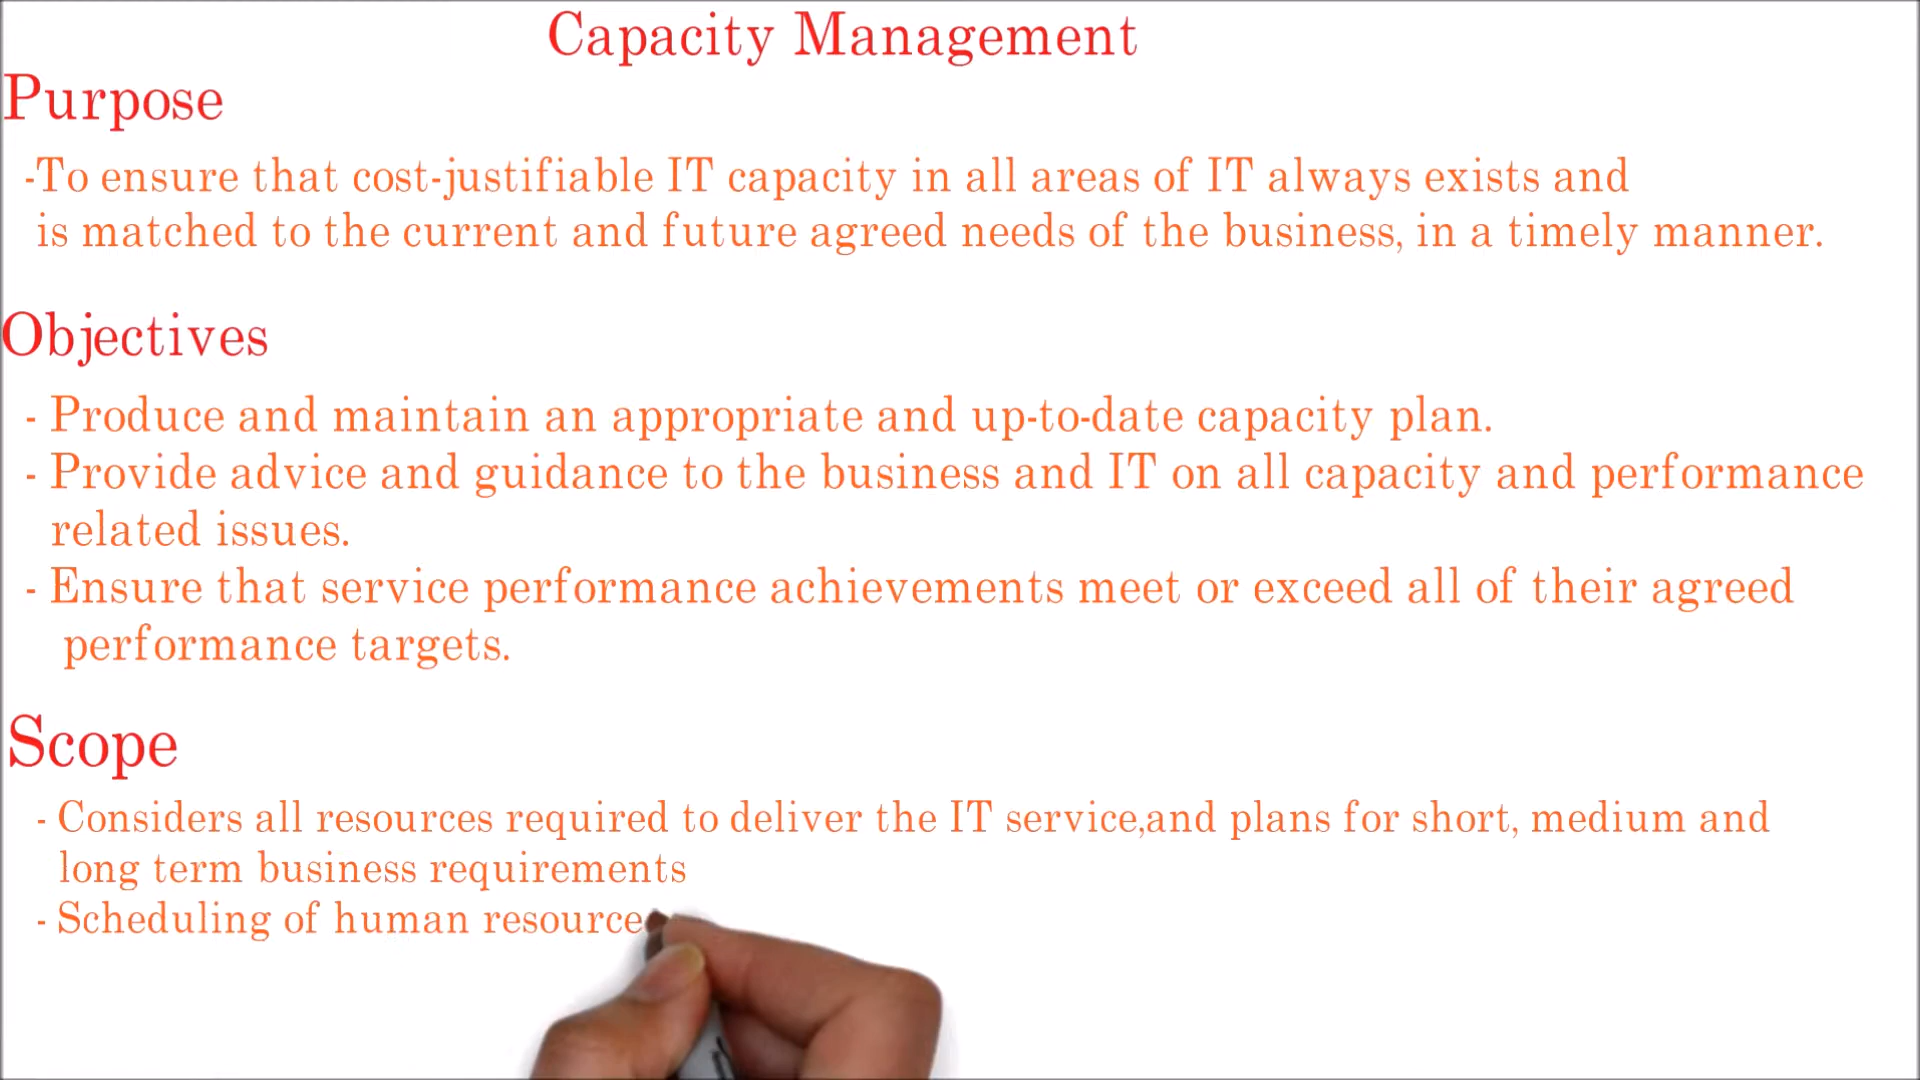 Capacity Management
Purpose
-To ensure that cost-justifiable IT capacity in all areas of IT always exists and
is matched to the current and future agreed needs of the business, in a timely manner.
Objectives
- Produce and maintain an appropriate and up-to-date capacity plan.
- Provide advice and guidance to the business and IT on all capacity and performance
related issues.
- Ensure that service performance achievements meet or exceed all of their agreed
performance targets.
Scope
- Considers all resources required to deliver the IT service,and plans for short, medium and
long term business requirements
- Scheduling of human resource